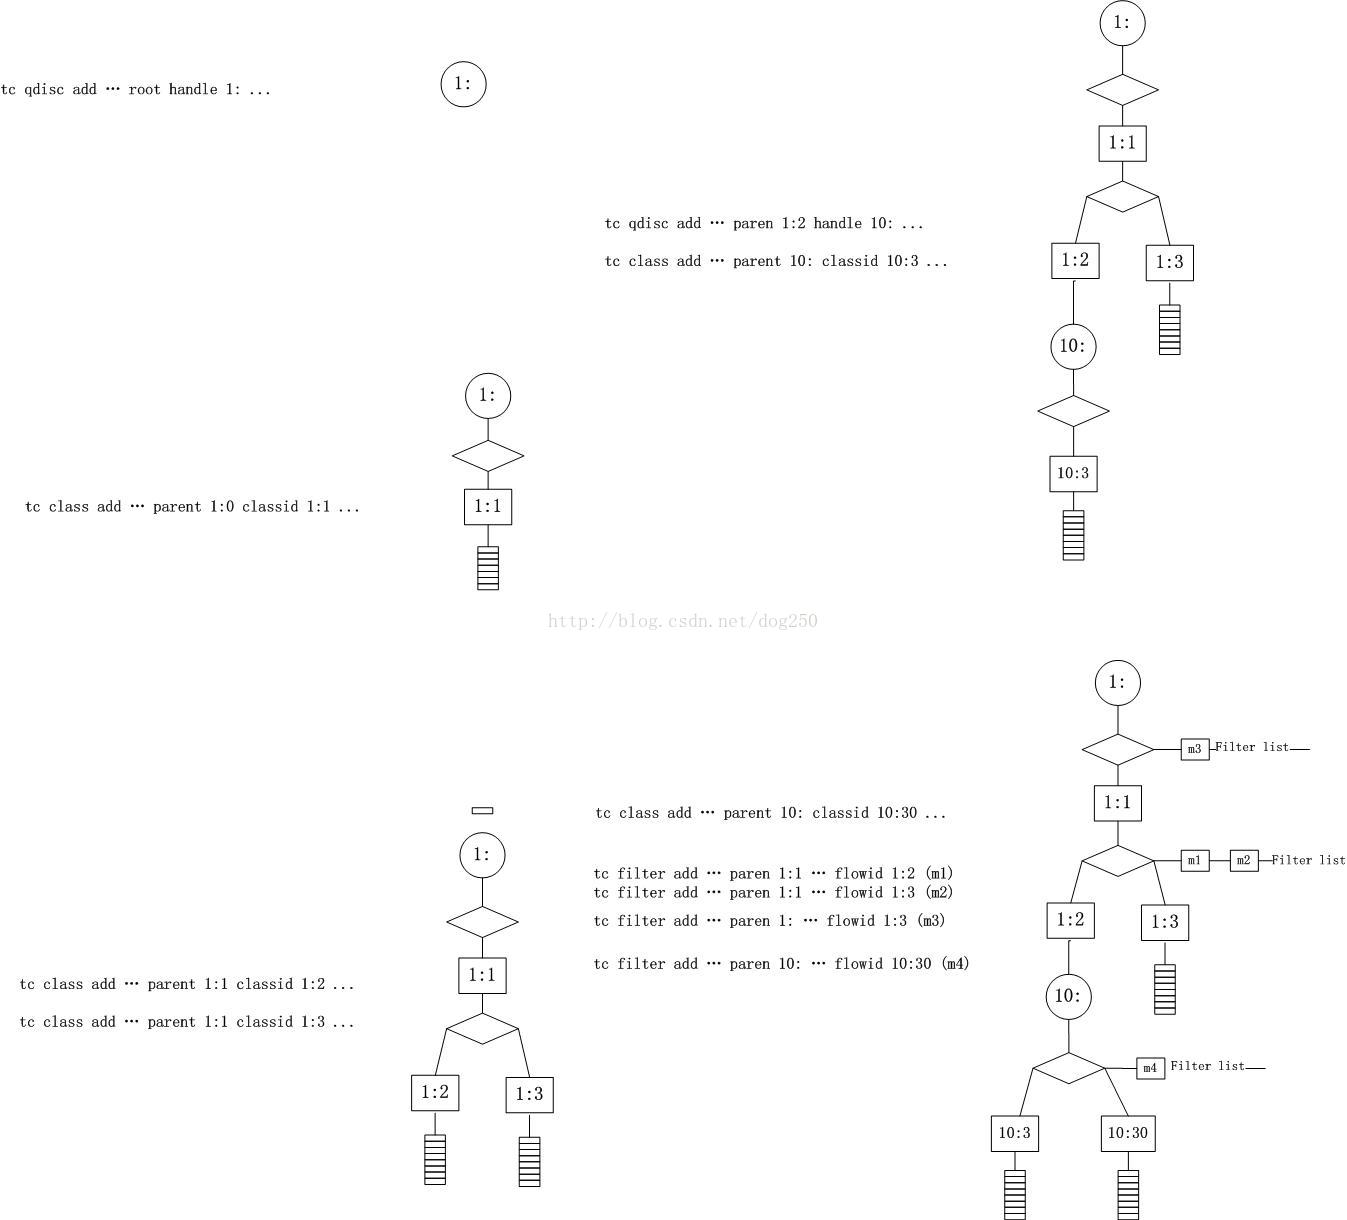 tc qdisc add … root handle 1: ...
1:
tc class add … parent 1:0 classid 1:1 ...
1:
1:1
tc class add … parent 1:1 classid 1:2 ...
tc class add … parent 1:1 classid 1:3 ...
1:
1:1
1:2
1:3
tc qdisc add … paren 1:2 handle 10: ...
tc class add … parent 10: classid 10:3 ...
1:
1:1
1:2
1:3
10:
10:3
http://blog.csdn.net/dog250
tc class add … parent 10: classid 10:30 ...
tc filter add … paren 1:1 … flowid 1:2 (m1)
tc filter add … paren 1:1 … flowid 1:3 (m2)
tc filter add … paren 1: … flowid 1:3 (m3)
tc filter add … paren 10: … flowid 10:30 (m4)
1:
m3 Filter list
1:1
m1 m2 Filter list
1:2
1:3
10:
m4 Filter list
10:3
10:30